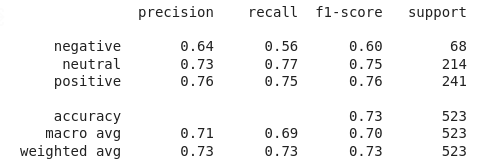 precision recall f1-score support
negative 0.64 0.56 0.60 68
neutral 0.73 0.77 0.75 214
positive 0.76 0.75 0.76 241
accuracy 0.73 523
macro avg 0.71 0.69 0.70 523
weighted avg 0.73 0.73 0.73 523